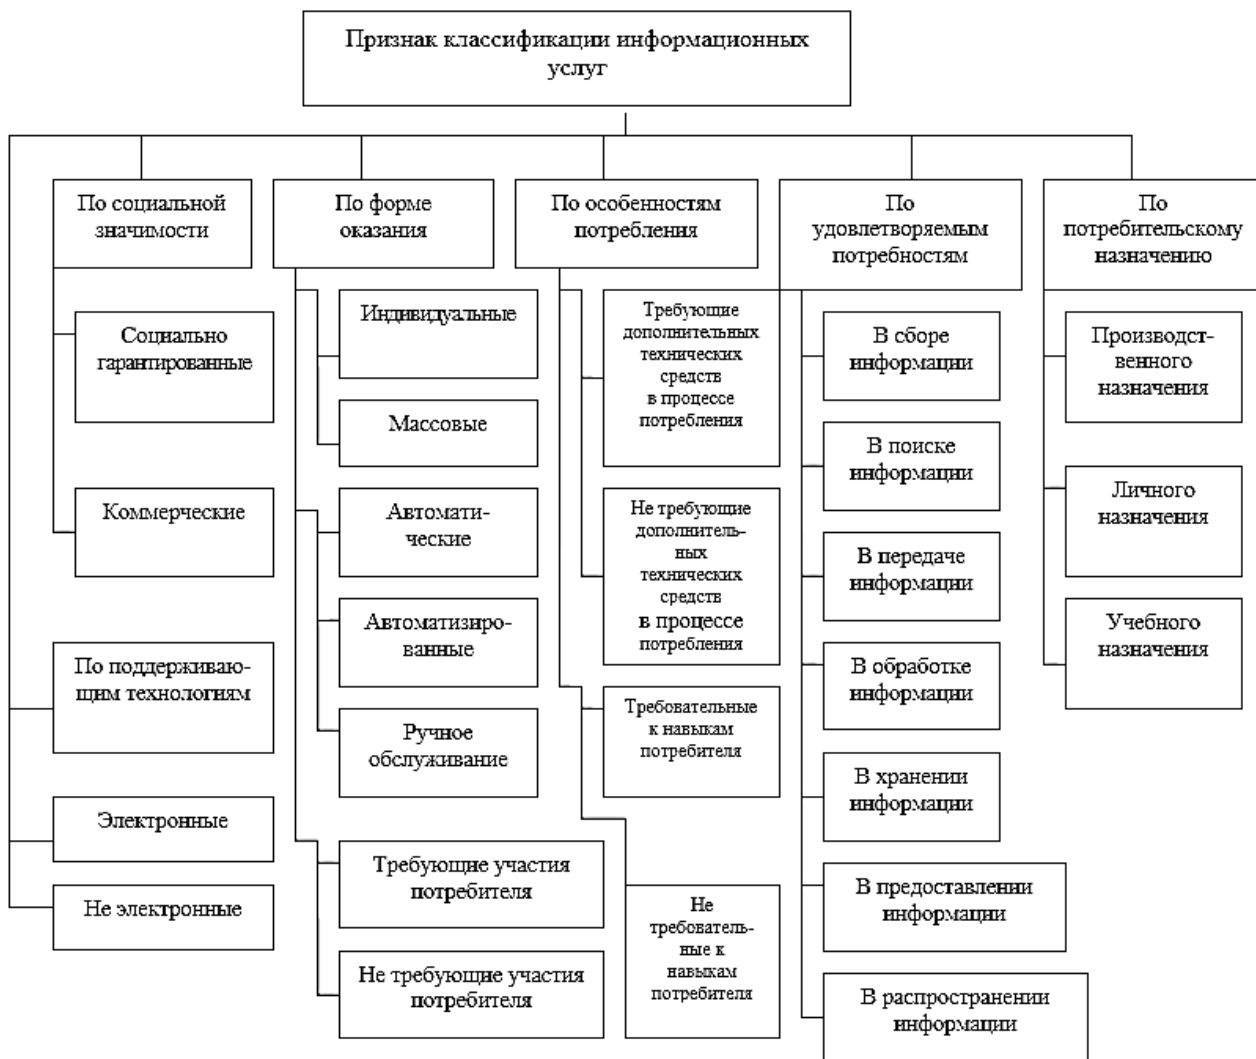 Признак классификации информационных
услуг
По социальной
значимости
Социально
гарантированные
Коммерческие
По поддерживаю-
щим технологиям
Электронные
Не электронные
По форме
оказания
Индивидуальные
Массовые
Автомати-
ческие
Автоматизиро-
ванные
Ручное
обслуживание
Требующие участия
потребителя
Не требующие участия
потребителя
По особенностям
потребления
Требующие
дополнительных
технических
средств
в процессе
потребления
Не требующие
дополнитель-
ных
технических
средств
в процессе
потребления
Требовательные
к навыкам
потребителя
Не
требователь-
ные к
навыкам
потребителя
По
удовлетворяемым
потребностям
В сборе
информации
В поиске
информации
В передаче
информации
В обработке
информации
В хранении
информации
В предоставлении
информации
В распространении
информации
По
потребительскому
назначению
Производст-
венного
назначения
Личного
назначения
Учебного
назначения